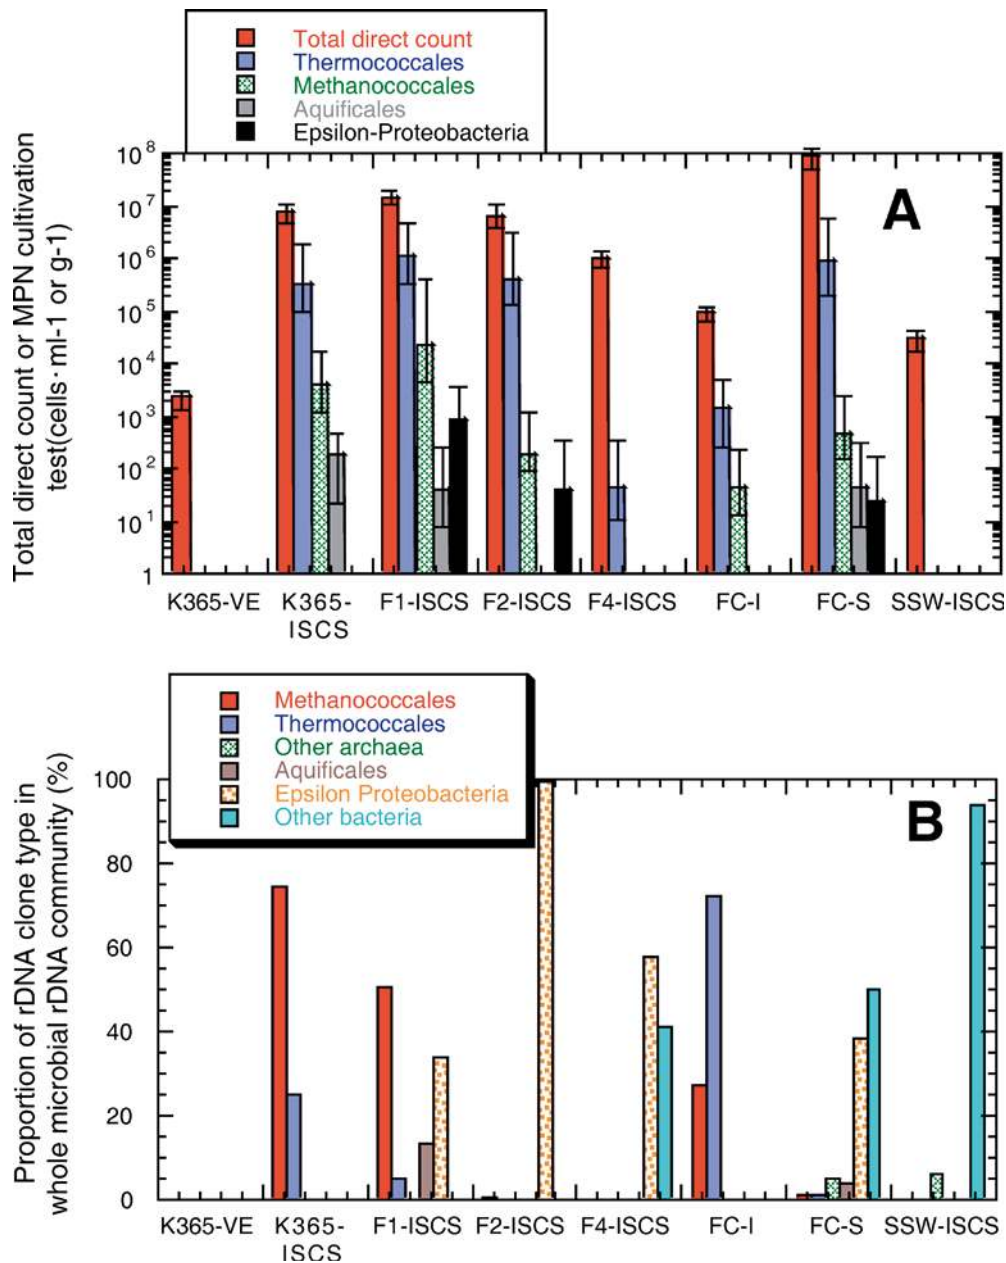 Total direct count
Thermococcales
Methanococcales
Aquificales
Epsilon-Proteobacteria
Total direct count or MPN cultivation
test(cells· ml-1 or g-1)
10^8
10^7
10^6
10^5
10^4
10^3
10^2
10^1
1
A
K365-VE
K365-
ISCS
F1-ISCS
F2-ISCS
F4-ISCS
FC-I
FC-S
SSW-ISCS
Methanococcales
Thermococcales
Other archaea
Aquificales
Epsilon Proteobacteria
Other bacteria
Proportion of rDNA clone type in
whole microbial rDNA community (%)
100
80
60
40
20
0
B
K365-VE
K365-
ISCS
F1-ISCS
F2-ISCS
F4-ISCS
FC-I
FC-S
SSW-ISCS